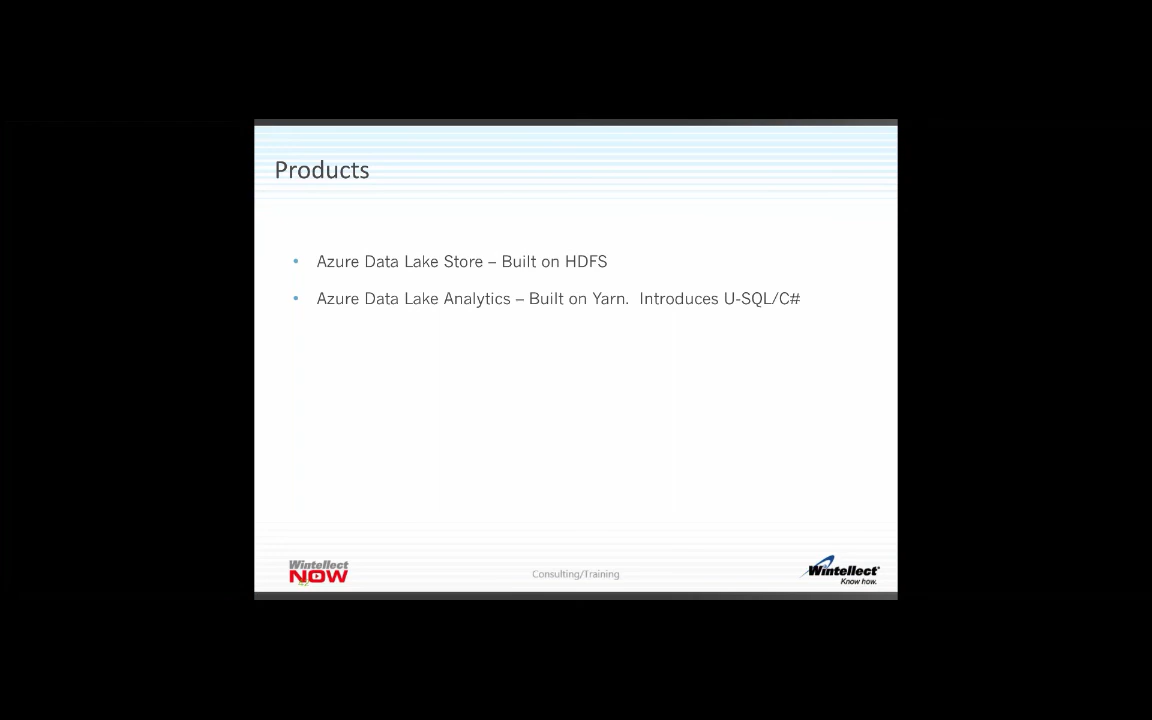 Products
• Azure Data Lake Store – Built on HDFS
• Azure Data Lake Analytics – Built on Yarn.  Introduces U-SQL/C#
Wintellect
NOW
Consulting/Training
Wintellect
Know how.